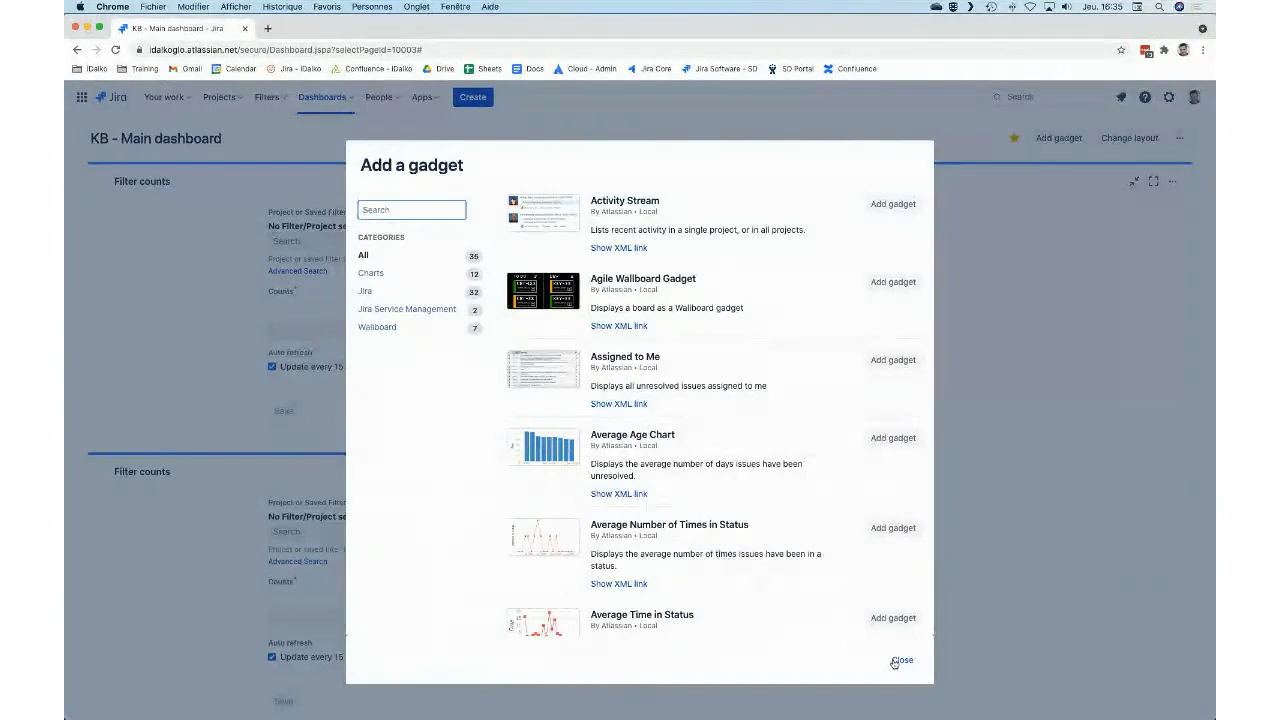 Chrome Fichier Modifier Afficher Historique Favoris Personnes Onglet Fenêtre Aide Jeu. 16:35
KB - Main dashboard - Jira
idalkoglo.atlassian.net/secure/Dashboard.jspa?selectPageId=10003#
iDalko Training Gmail Calendar Jira - iDalko Confluence - iDalko Drive Sheets Docs Cloud - Admin Jira Core Jira Software - SD SD Portal Confluence
Jira Your work Projects Filters Dashboards People Apps Create Search
KB - Main dashboard Add gadget Change layout
Filter counts
Project or Saved Filter
No Filter/Project se
Search
Project or saved filter t
Advanced Search
Counts*
Auto refresh
Update every 15
Save
Filter counts
Project or Saved Filter
No Filter/Project se
Search
Project or saved filter t
Advanced Search
Counts*
Auto refresh
Update every 15
Add a gadget
Search
CATEGORIES
All 35
Charts 12
Jira 32
Jira Service Management 2
Wallboard 7
Activity Stream
By Atlassian • Local
Lists recent activity in a single project, or in all projects.
Show XML link
Add gadget
Agile Wallboard Gadget
By Atlassian • Local
Displays a board as a Wallboard gadget
Show XML link
Add gadget
Assigned to Me
By Atlassian • Local
Displays all unresolved issues assigned to me
Show XML link
Add gadget
Average Age Chart
By Atlassian • Local
Displays the average number of days issues have been
unresolved.
Show XML link
Add gadget
Average Number of Times in Status
By Atlassian • Local
Displays the average number of times issues have been in a
status.
Show XML link
Add gadget
Average Time in Status
By Atlassian • Local
Add gadget
Close